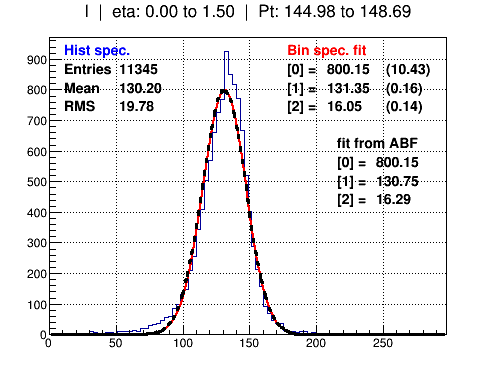 I | eta: 0.00 to 1.50 | Pt: 144.98 to 148.69
Hist spec.
Entries 11345
Mean 130.20
RMS 19.78
Bin spec. fit
[0] = 800.15 (10.43)
[1] = 131.35 (0.16)
[2] = 16.05 (0.14)
fit from ABF
[0] = 800.15
[1] = 130.75
[2] = 16.29
900
800
700
600
500
400
300
200
100
0
0 50 100 150 200 250